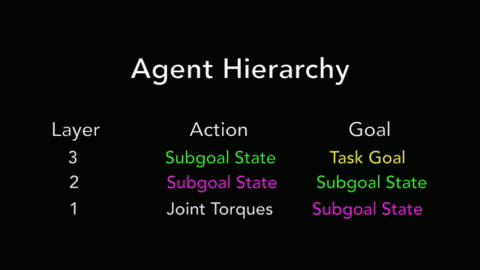 Agent Hierarchy
Layer Action Goal
3 Subgoal State Task Goal
2 Subgoal State Subgoal State
1 Joint Torques Subgoal State